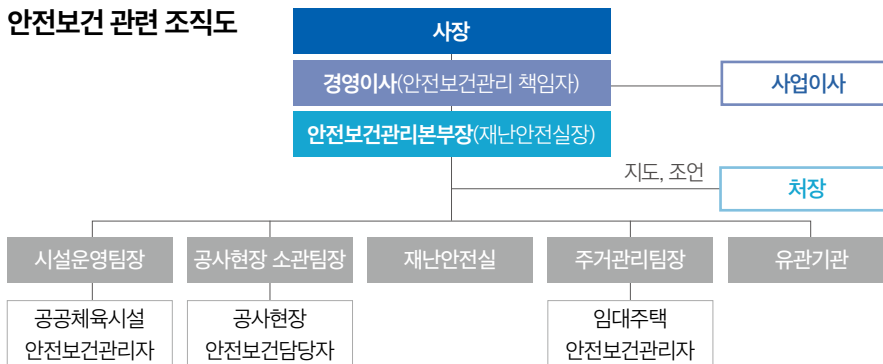 안전보건 관련 조직도
사장
경영이사(안전보건관리 책임자)
사업이사
안전보건관리본부장(재난안전실장)
지도, 조언
처장
시설운영팀장
공사현장 소관팀장
재난안전실
주거관리팀장
유관기관
공공체육시설
안전보건관리자
공사현장
안전보건담당자
임대주택
안전보건관리자